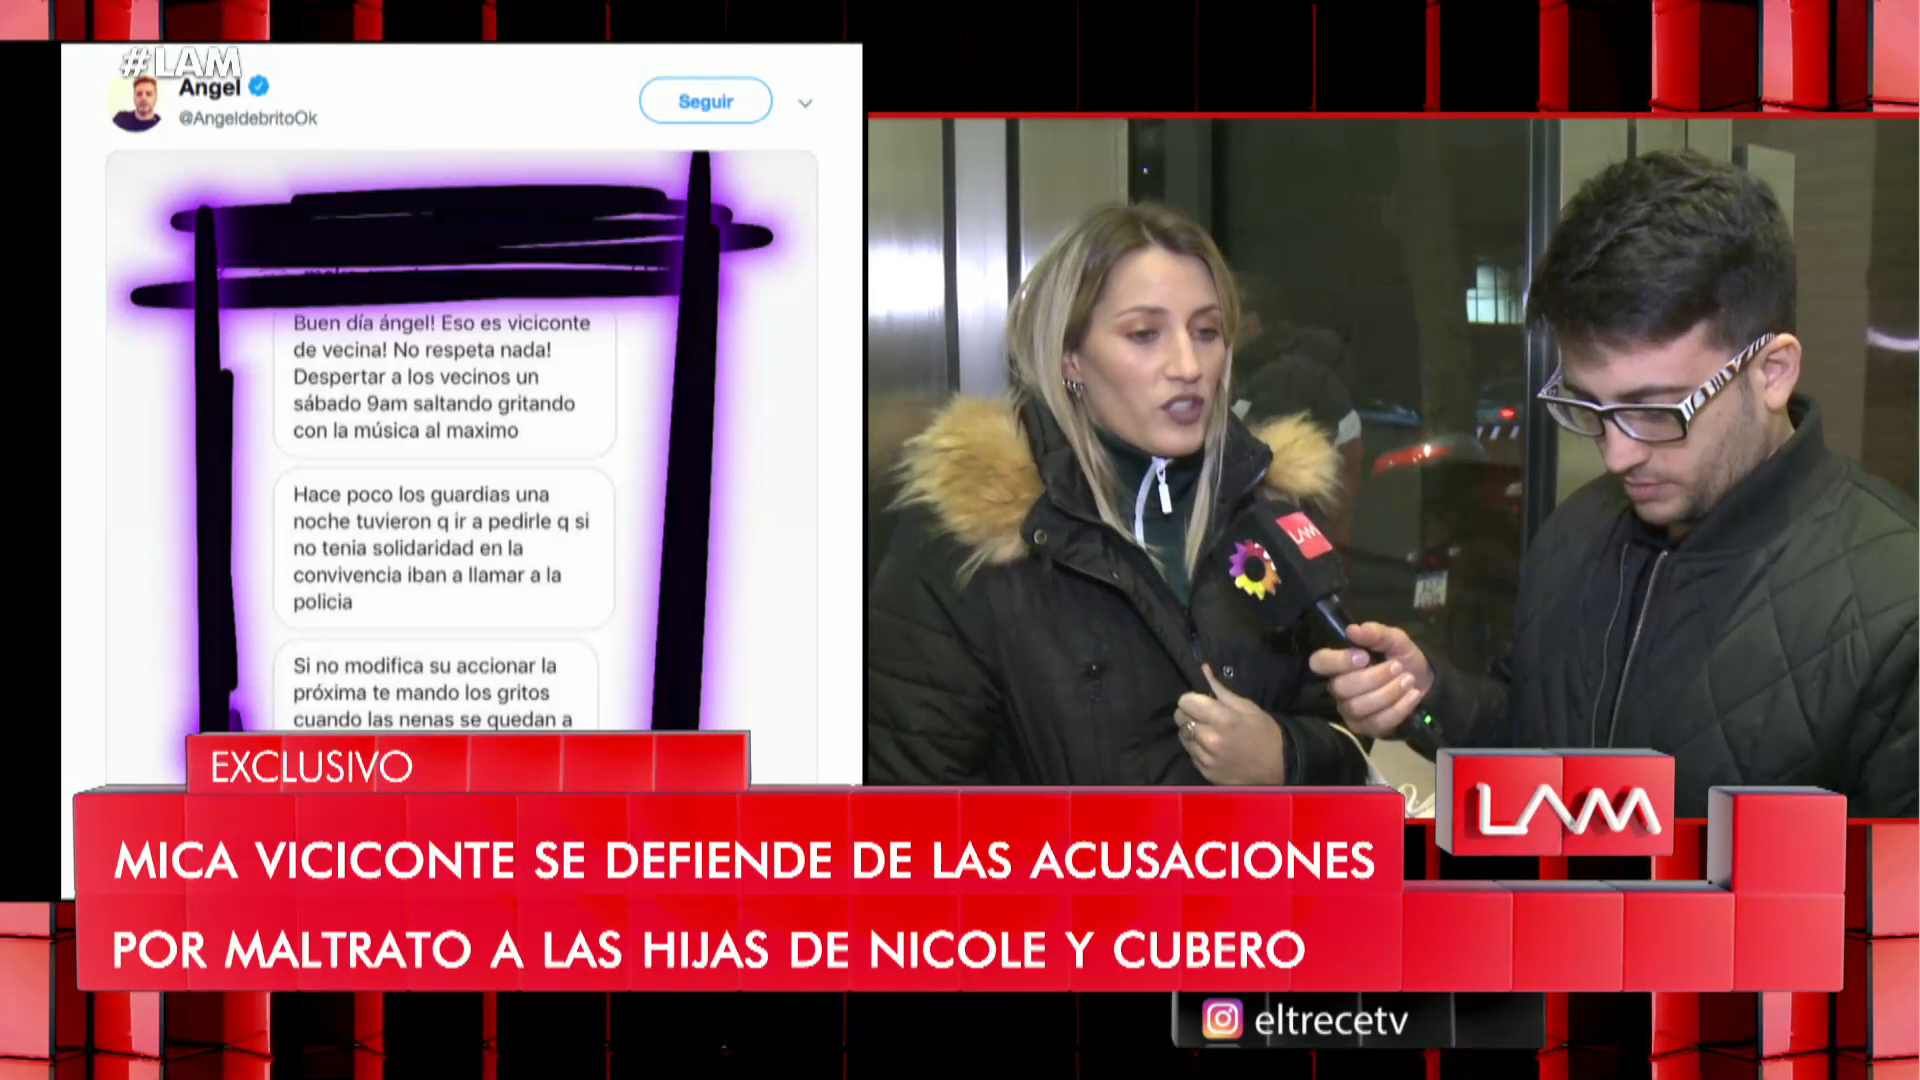 #LAM
Angel
@AngeldebritoOk
Seguir
Buen día ángel! Eso es viciconte
de vecina! No respeta nada!
Despertar a los vecinos un
sábado 9am saltando gritando
con la música al maximo
Hace poco los guardias una
noche tuvieron q ir a pedirle q si
no tenia solidaridad en la
convivencia iban a llamar a la
policia
Si no modifica su accionar la
próxima te mando los gritos
cuando las nenas se quedan a
LAM
EXCLUSIVO
LAM
MICA VICICONTE SE DEFIENDE DE LAS ACUSACIONES
POR MALTRATO A LAS HIJAS DE NICOLE Y CUBERO
eltrecetv